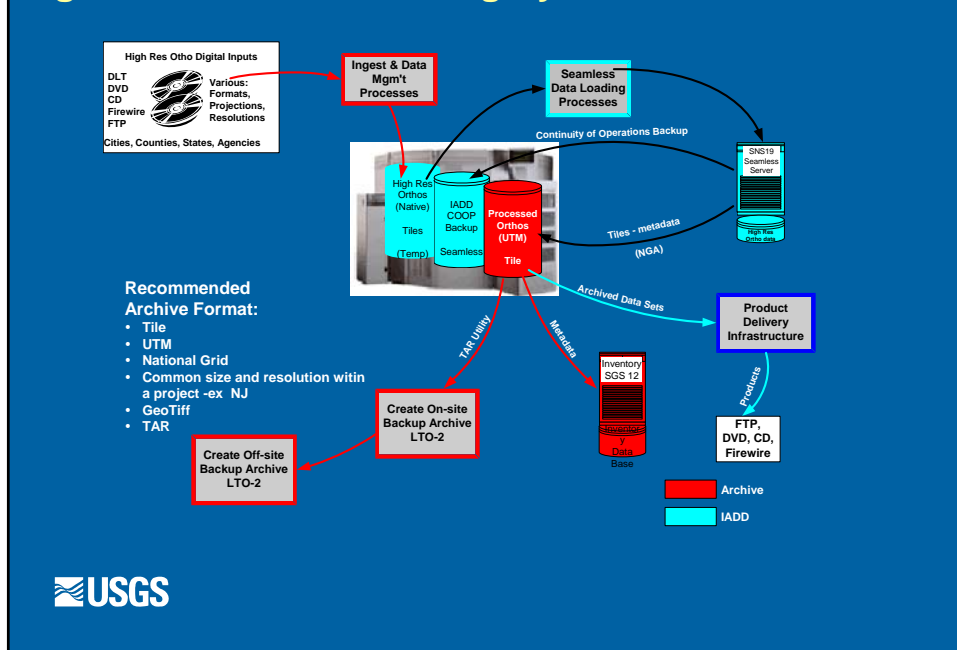 High Res Otho Digital Inputs
DLT
DVD
CD
Firewire
FTP
Various:
Formats,
Projections,
Resolutions
Cities, Counties, States, Agencies
Ingest & Data
Mgm't
Processes
Seamless
Data Loading
Processes
Continuity of Operations Backup
SNS19
Seamless
Server
High Res
Ortho data
High Res
Orthos
(Native)
Tiles
(Temp)
IADD
COOP
Backup
Seamless
Processed
Orthos
(UTM)
Tile
Tiles - metadata
(NGA)
Archived Data Sets
Product
Delivery
Infrastructure
Recommended
Archive Format:
• Tile
• UTM
• National Grid
• Common size and resolution witin
a project -ex NJ
• GeoTiff
• TAR
TAR Utility
Metadata
Inventory
SGS 12
y
Data
Base
Products
FTP,
DVD, CD,
Firewire
Create On-site
Backup Archive
LTO-2
Create Off-site
Backup Archive
LTO-2
Archive
IADD
USGS